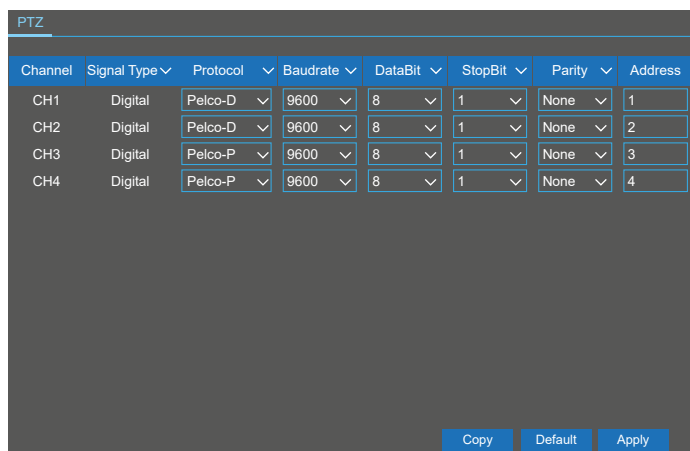 PTZ
Channel Signal Type Protocol Baudrate DataBit StopBit Parity Address
CH1 Digital Pelco-D 9600 8 1 None 1
CH2 Digital Pelco-D 9600 8 1 None 2
CH3 Digital Pelco-P 9600 8 1 None 3
CH4 Digital Pelco-P 9600 8 1 None 4
Copy Default Apply